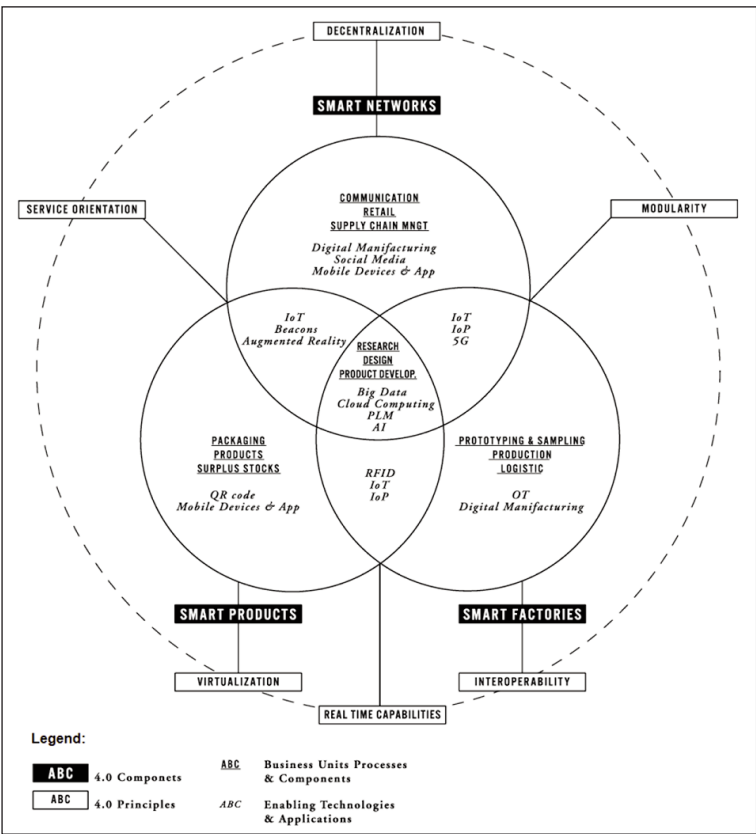 DECENTRALIZATION
SMART NETWORKS
SERVICE ORIENTATION
MODULARITY
COMMUNICATION
RETAIL
SUPPLY CHAIN MNGT
Digital Manifacturing
Social Media
Mobile Devices & App
IoT
Beacons
Augmented Reality
IoT
IoP
5G
RESEARCH
DESIGN
PRODUCT DEVELOP.
Big Data
Cloud Computing
PLM
AI
PACKAGING
PRODUCTS
SURPLUS STOCKS
QR code
Mobile Devices & App
RFID
IoT
IoP
PROTOTYPING & SAMPLING
PRODUCTION
LOGISTIC
OT
Digital Manifacturing
SMART PRODUCTS
SMART FACTORIES
VIRTUALIZATION
INTEROPERABILITY
REAL TIME CAPABILITIES
Legend:
ABC 4.0 Componets
ABC 4.0 Principles
ABC Business Units Processes
& Components
ABC Enabling Technologies
& Applications